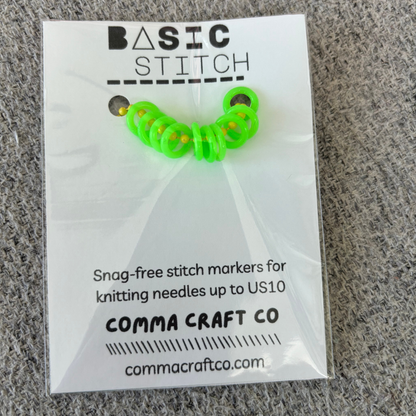 BASIC
STITCH
Snag-free stitch markers for
knitting needles up to US10
COMMA CRAFT CO
commacraftco.com